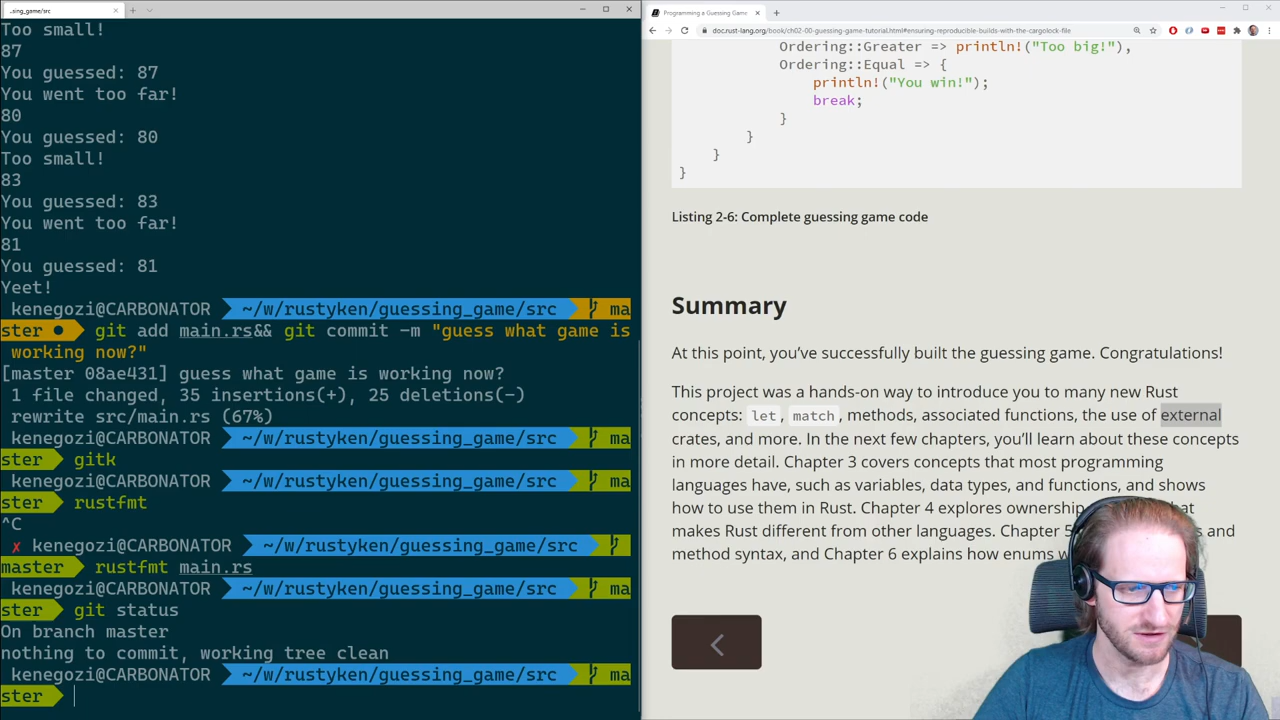 ..sing_game/src
Too small!
87
You guessed: 87
You went too far!
80
You guessed: 80
Too small!
83
You guessed: 83
You went too far!
81
You guessed: 81
Yeet!
kenegozi@CARBONATOR ~/w/rustyken/guessing_game/src ma
ster ● git add main.rs&& git commit -m "guess what game is
working now?"
[master 08ae431] guess what game is working now?
1 file changed, 35 insertions(+), 25 deletions(-)
rewrite src/main.rs (67%)
kenegozi@CARBONATOR ~/w/rustyken/guessing_game/src ma
ster gitk
kenegozi@CARBONATOR ~/w/rustyken/guessing_game/src ma
ster rustfmt
^C
✗ kenegozi@CARBONATOR ~/w/rustyken/guessing_game/src
master rustfmt main.rs
kenegozi@CARBONATOR ~/w/rustyken/guessing_game/src ma
ster git status
On branch master
nothing to commit, working tree clean
kenegozi@CARBONATOR ~/w/rustyken/guessing_game/src ma
ster
Programming a Guessing Game
doc.rust-lang.org/book/ch02-00-guessing-game-tutorial.html#ensuring-reproducible-builds-with-the-cargolock-file
Ordering::Greater => println!("Too big!"),
Ordering::Equal => {
println!("You win!");
break;
}
}
}
}
Listing 2-6: Complete guessing game code
Summary
At this point, you've successfully built the guessing game. Congratulations!
This project was a hands-on way to introduce you to many new Rust
concepts: let, match, methods, associated functions, the use of external
crates, and more. In the next few chapters, you'll learn about these concepts
in more detail. Chapter 3 covers concepts that most programming
languages have, such as variables, data types, and functions, and shows
how to use them in Rust. Chapter 4 explores ownership
makes Rust different from other languages. Chapter 5 and
method syntax, and Chapter 6 explains how enums